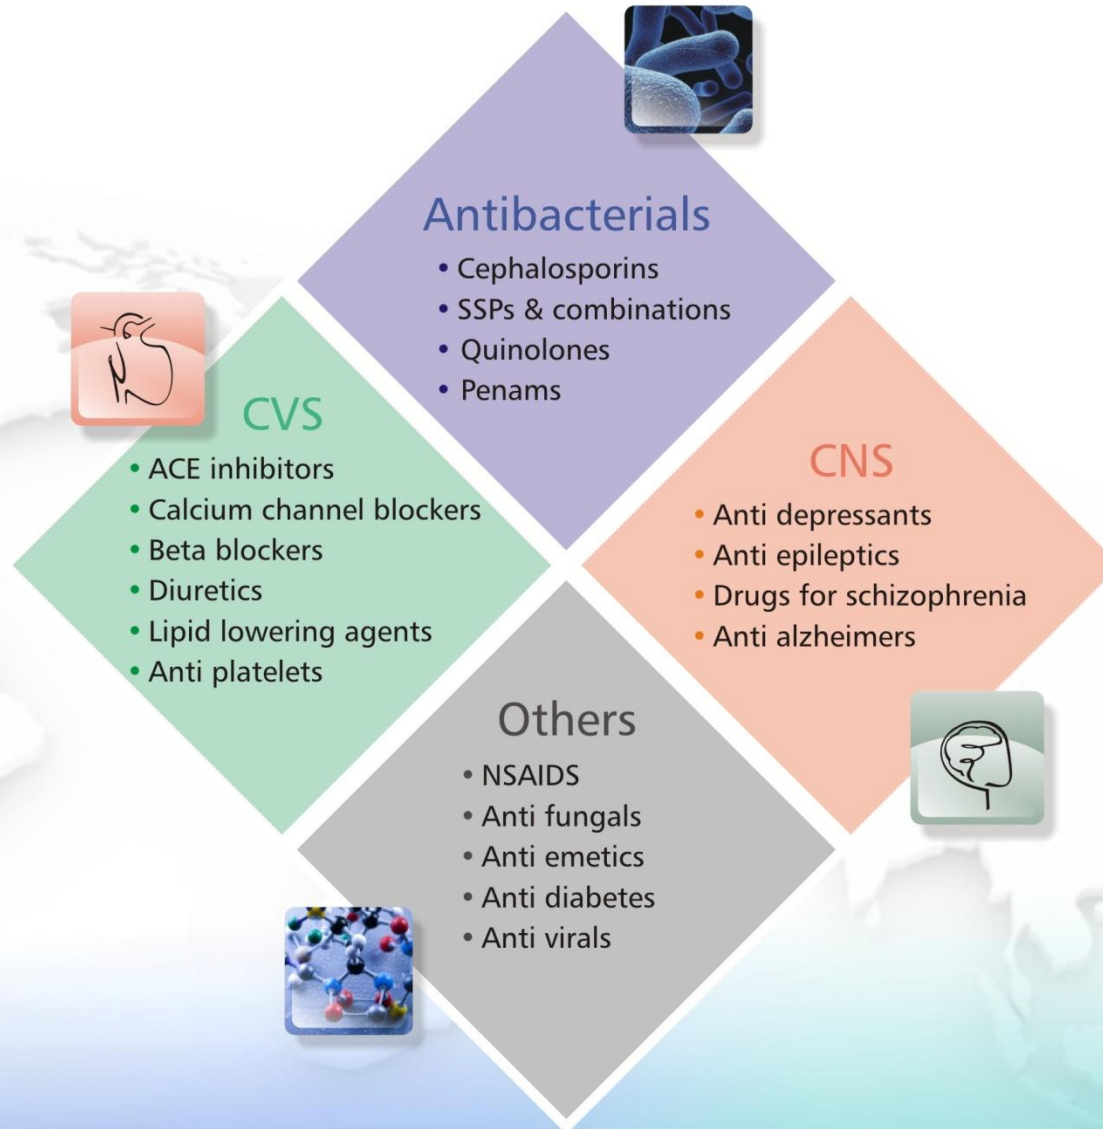 Antibacterials
• Cephalosporins
• SSPs & combinations
• Quinolones
• Penams
CVS
• ACE inhibitors
• Calcium channel blockers
• Beta blockers
• Diuretics
• Lipid lowering agents
• Anti platelets
CNS
• Anti depressants
• Anti epileptics
• Drugs for schizophrenia
• Anti alzheimers
Others
• NSAIDS
• Anti fungals
• Anti emetics
• Anti diabetes
• Anti virals